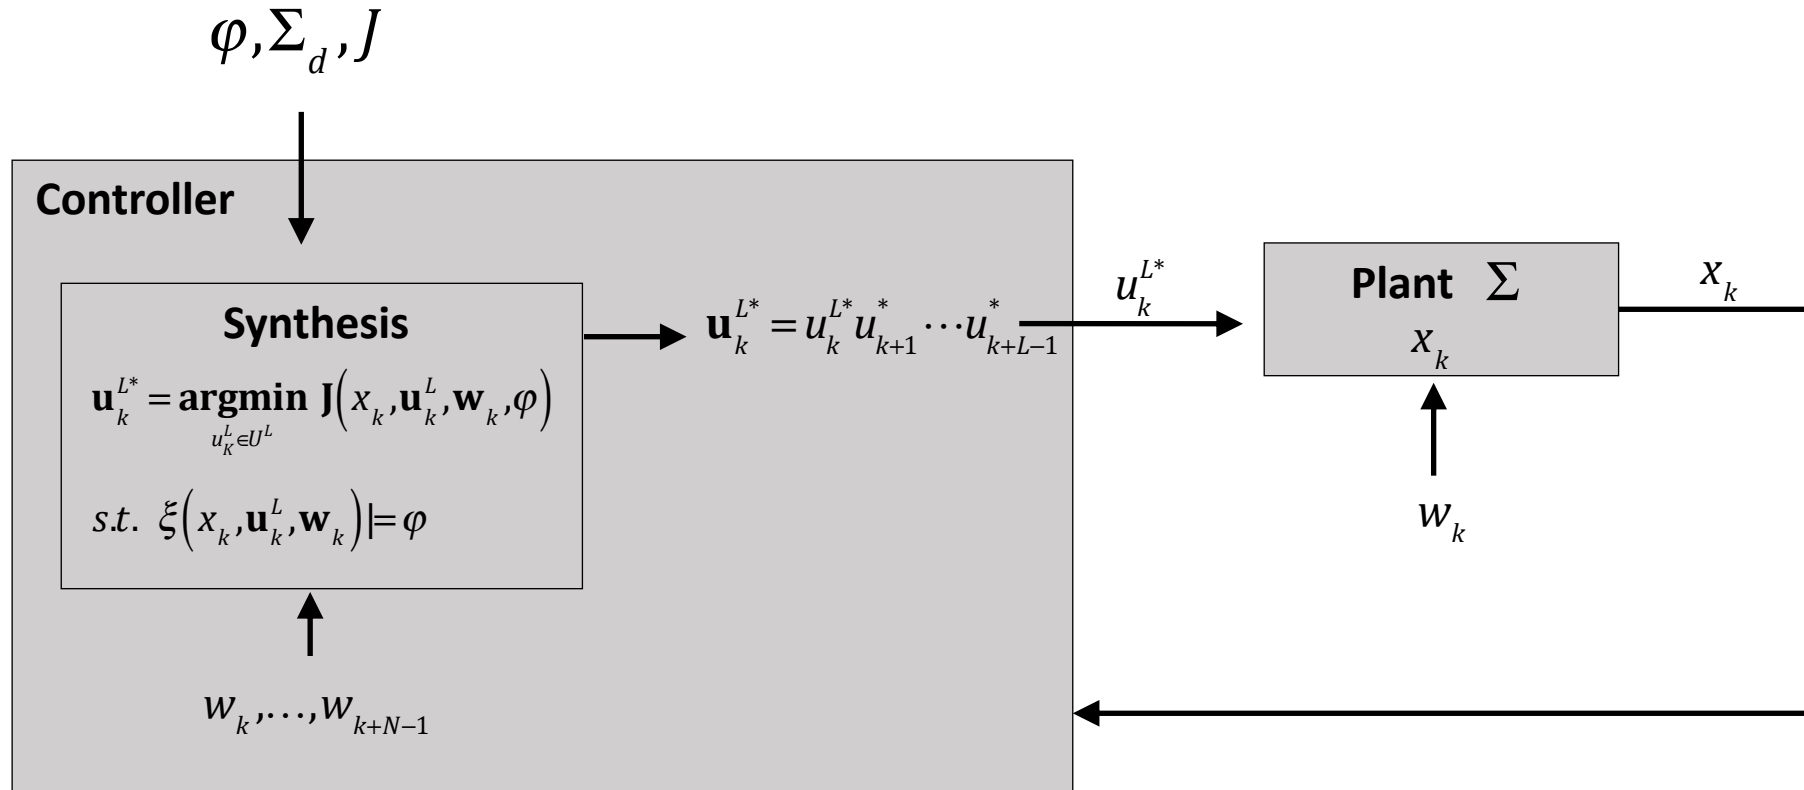 φ, Σ_d, J
Controller
Synthesis
𝐮_k^{L*} = argmin 𝐉(x_k, 𝐮_k^L, 𝐰_k, φ)
u_K^L ∈ U^L
s.t. ξ(x_k, 𝐮_k^L, 𝐰_k) |= φ
w_k, …, w_{k+N−1}
𝐮_k^{L*} = u_k^{L*} u_{k+1}^* ⋯ u_{k+L−1}^*
u_k^{L*}
Plant Σ
x_k
w_k
x_k